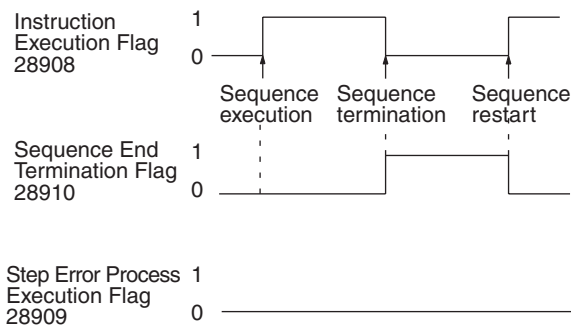 Instruction
Execution Flag
28908
1
0
Sequence execution
Sequence termination
Sequence restart
Sequence End
Termination Flag
28910
1
0
Step Error Process
Execution Flag
28909
1
0